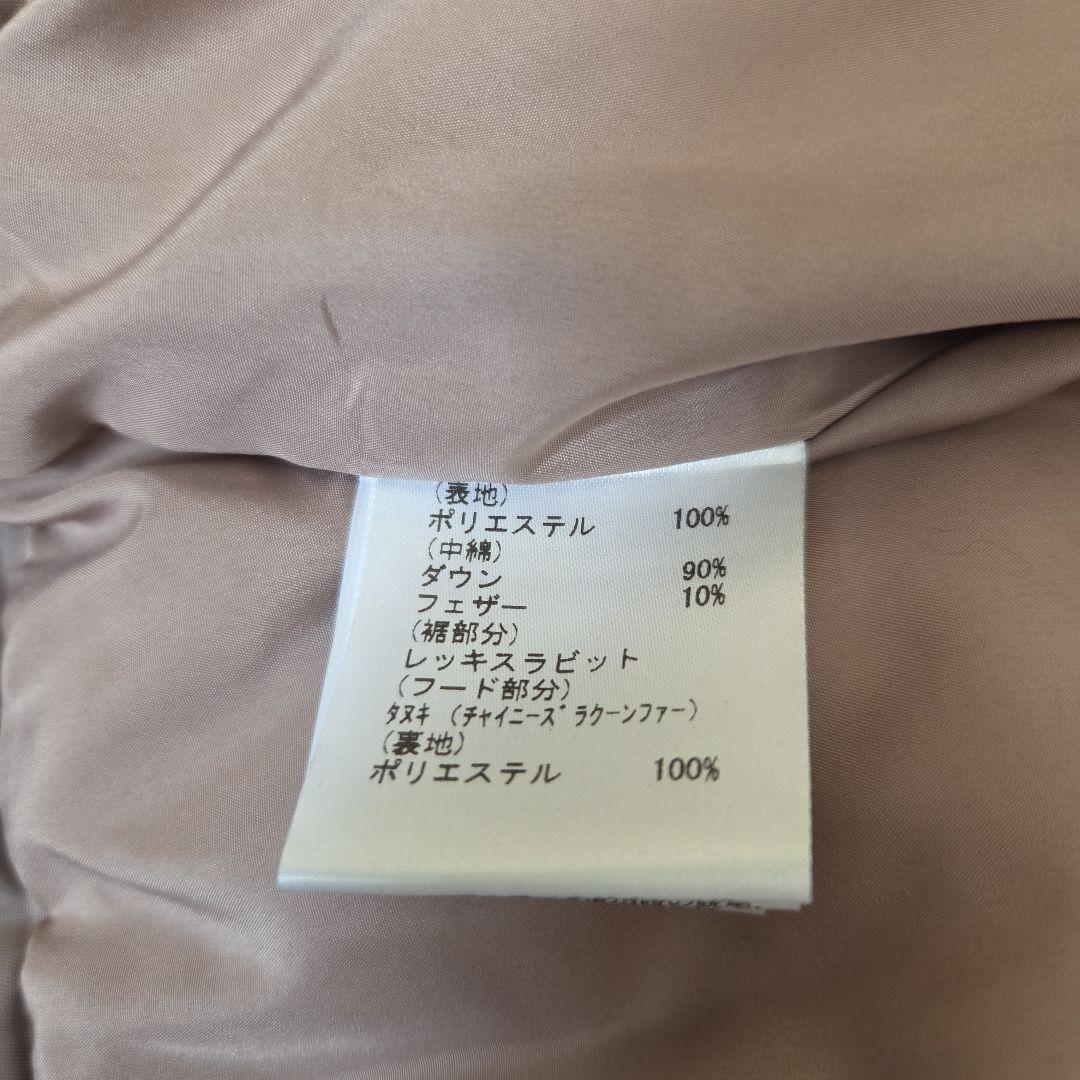 (表地)
ポリエステル 100%
(中綿)
ダウン 90%
フェザー 10%
(裾部分)
レッキスラビット
(フード部分)
タヌキ (チャイニーズラクーンファー)
(裏地)
ポリエステル 100%